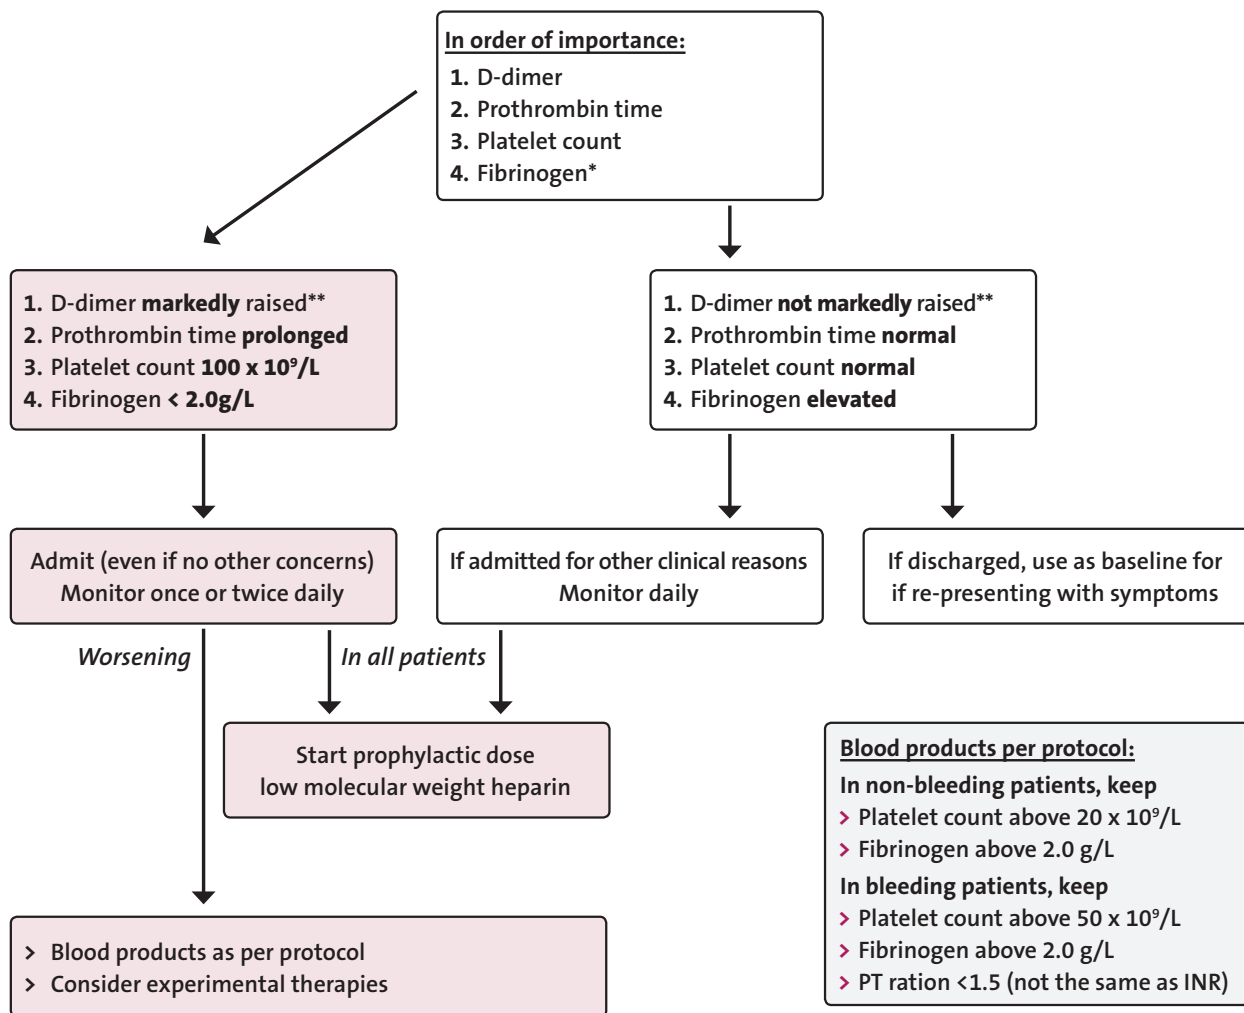 In order of importance:
1. D-dimer
2. Prothrombin time
3. Platelet count
4. Fibrinogen*
1. D-dimer markedly raised**
2. Prothrombin time prolonged
3. Platelet count 100 x 10⁹/L
4. Fibrinogen < 2.0g/L
1. D-dimer not markedly raised**
2. Prothrombin time normal
3. Platelet count normal
4. Fibrinogen elevated
Admit (even if no other concerns)
Monitor once or twice daily
If admitted for other clinical reasons
Monitor daily
If discharged, use as baseline for
if re-presenting with symptoms
Worsening
In all patients
Start prophylactic dose
low molecular weight heparin
Blood products per protocol:
In non-bleeding patients, keep
> Platelet count above 20 x 10⁹/L
> Fibrinogen above 2.0 g/L
In bleeding patients, keep
> Platelet count above 50 x 10⁹/L
> Fibrinogen above 2.0 g/L
> PT ration <1.5 (not the same as INR)
> Blood products as per protocol
> Consider experimental therapies